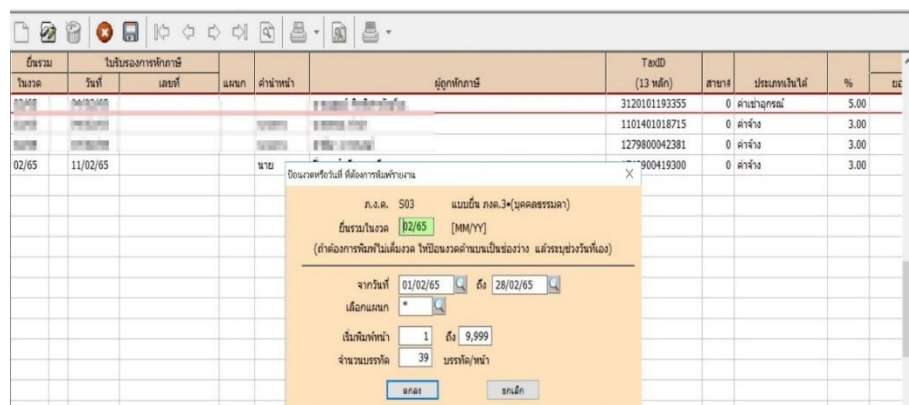 ยื่นรวม ใบรับรองการหักภาษี TaxID
ในงวด วันที่ เลขที่ แผนก คำนำหน้า ผู้ถูกหักภาษี (13 หลัก) สาขา# ประเภทเงินได้ %
3120101193355 0 ค่าเช่าอุปกรณ์ 5.00
1101401018715 0 ค่าจ้าง 3.00
1279800042381 0 ค่าจ้าง 3.00
02/65 11/02/65 นาย 0 ค่าจ้าง 3.00
ป้อนงวดหรือวันที่ ที่ต้องการพิมพ์รายงาน
ภ.ง.ด. S03 แบบยื่น ภงด.3•(บุคคลธรรมดา)
ยื่นรวมในงวด 02/65 [MM/YY]
(ถ้าต้องการพิมพ์ไม่เต็มงวด ให้ป้อนงวดด้านบนเป็นช่องว่าง แล้วระบุช่วงวันที่เอง)
จากวันที่ 01/02/65 ถึง 28/02/65
เลือกแผนก *
เริ่มพิมพ์หน้า 1 ถึง 9,999
จำนวนบรรทัด 39 บรรทัด/หน้า
ตกลง ยกเลิก